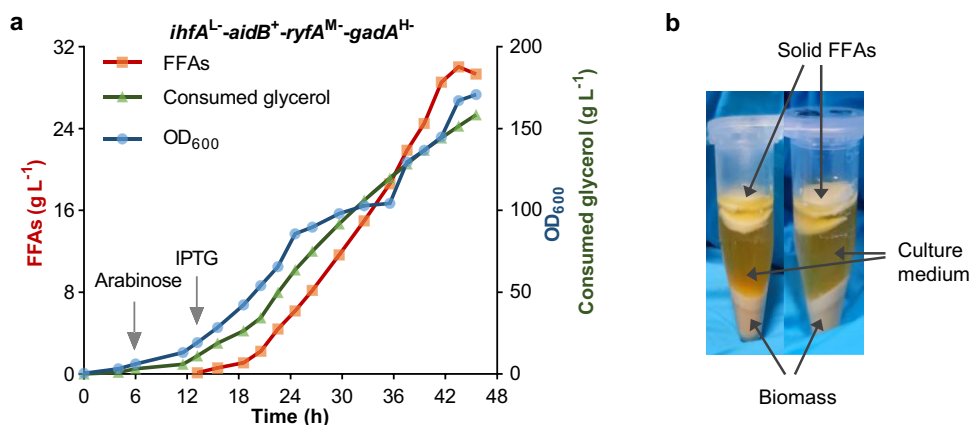 a
ihfA^L--aidB^+-ryfA^M--gadA^H-
FFAs
Consumed glycerol
OD600
Arabinose
IPTG
FFAs (g L-1)
32
24
16
8
0
200
150
100
50
0
OD600
Consumed glycerol (g L-1)
0 6 12 18 24 30 36 42 48
Time (h)
b
Solid FFAs
Culture
medium
Biomass